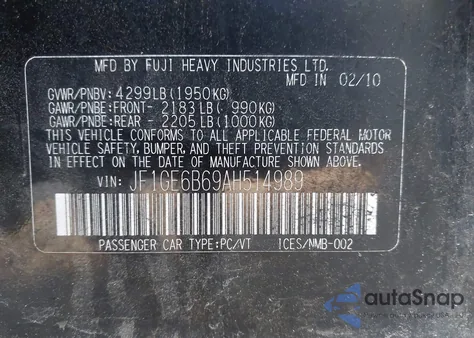 MFD BY FUJI HEAVY INDUSTRIES LTD.
MFD IN 02/10
GVWR/PNBV: 4299LB(1950KG)
GAWR/PNBE:FRONT- 2183LB( 990KG)
GAWR/PNBE:REAR - 2205LB(1000KG)
THIS VEHICLE CONFORMS TO ALL APPLICABLE FEDERAL MOTOR
VEHICLE SAFETY, BUMPER, AND THEFT PREVENTION STANDARDS
IN EFFECT ON THE DATE OF MANUFACTURE SHOWN ABOVE.
VIN: JF1GE6B69AH514989
PASSENGER CAR TYPE:PC/VT ICES/NMB-002
autoSnap